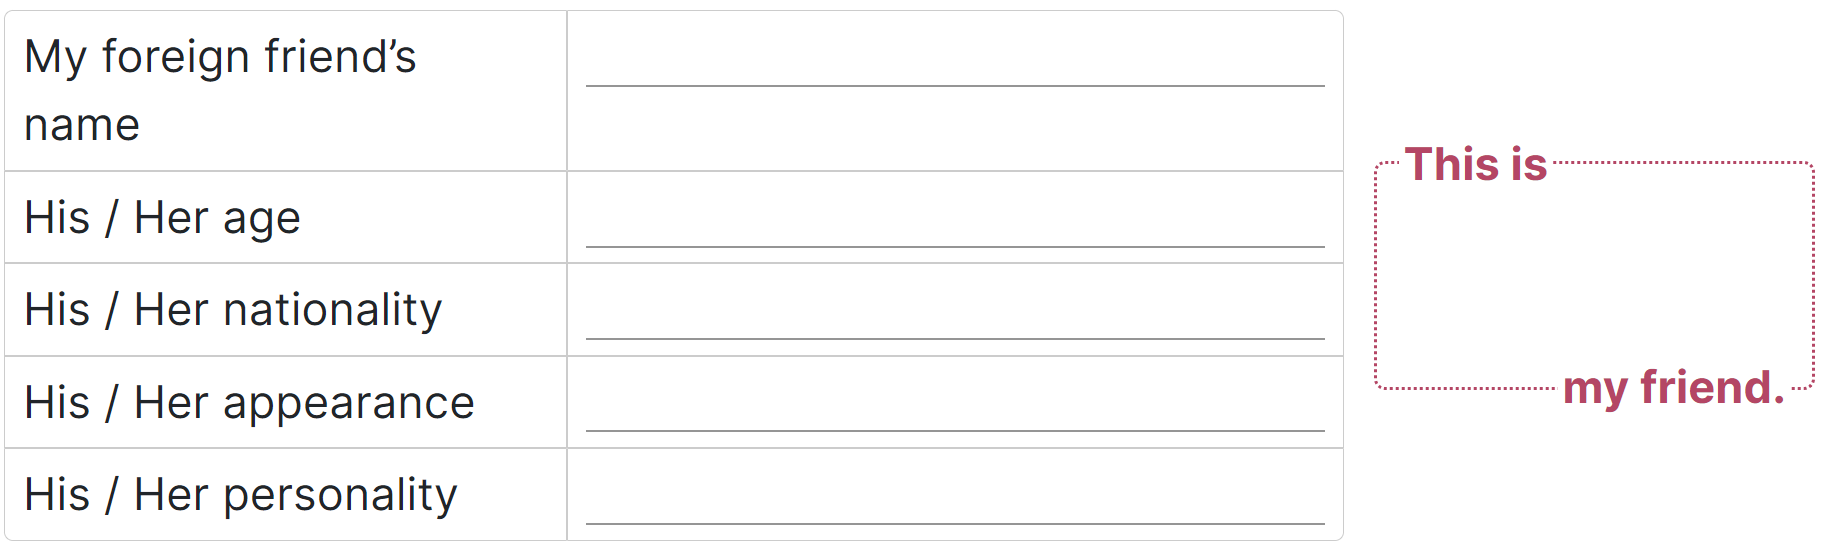 My foreign friend’s
name
His / Her age
His / Her nationality
His / Her appearance
His / Her personality
This is
my friend.